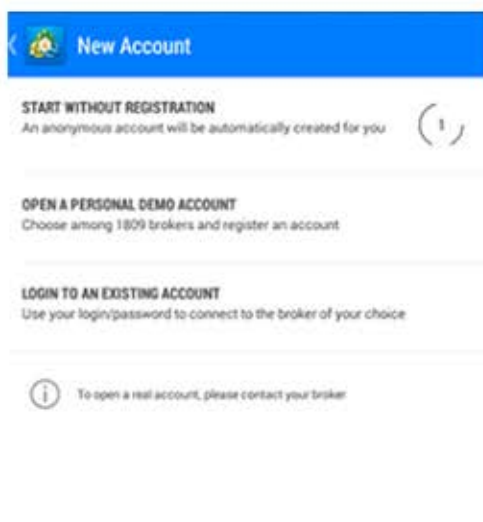 New Account
START WITHOUT REGISTRATION
An anonymous account will be automatically created for you
1
OPEN A PERSONAL DEMO ACCOUNT
Choose among 1809 brokers and register an account
LOGIN TO AN EXISTING ACCOUNT
Use your login/password to connect to the broker of your choice
To open a real account, please contact your broker